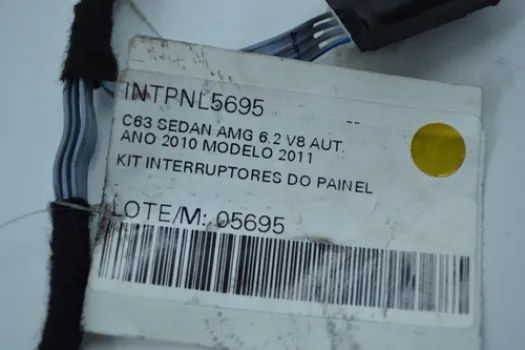 INTPNL5695
C63 SEDAN AMG 6.2 V8 AUT.
ANO 2010 MODELO 2011
KIT INTERRUPTORES DO PAINEL
LOTE/M: 05695